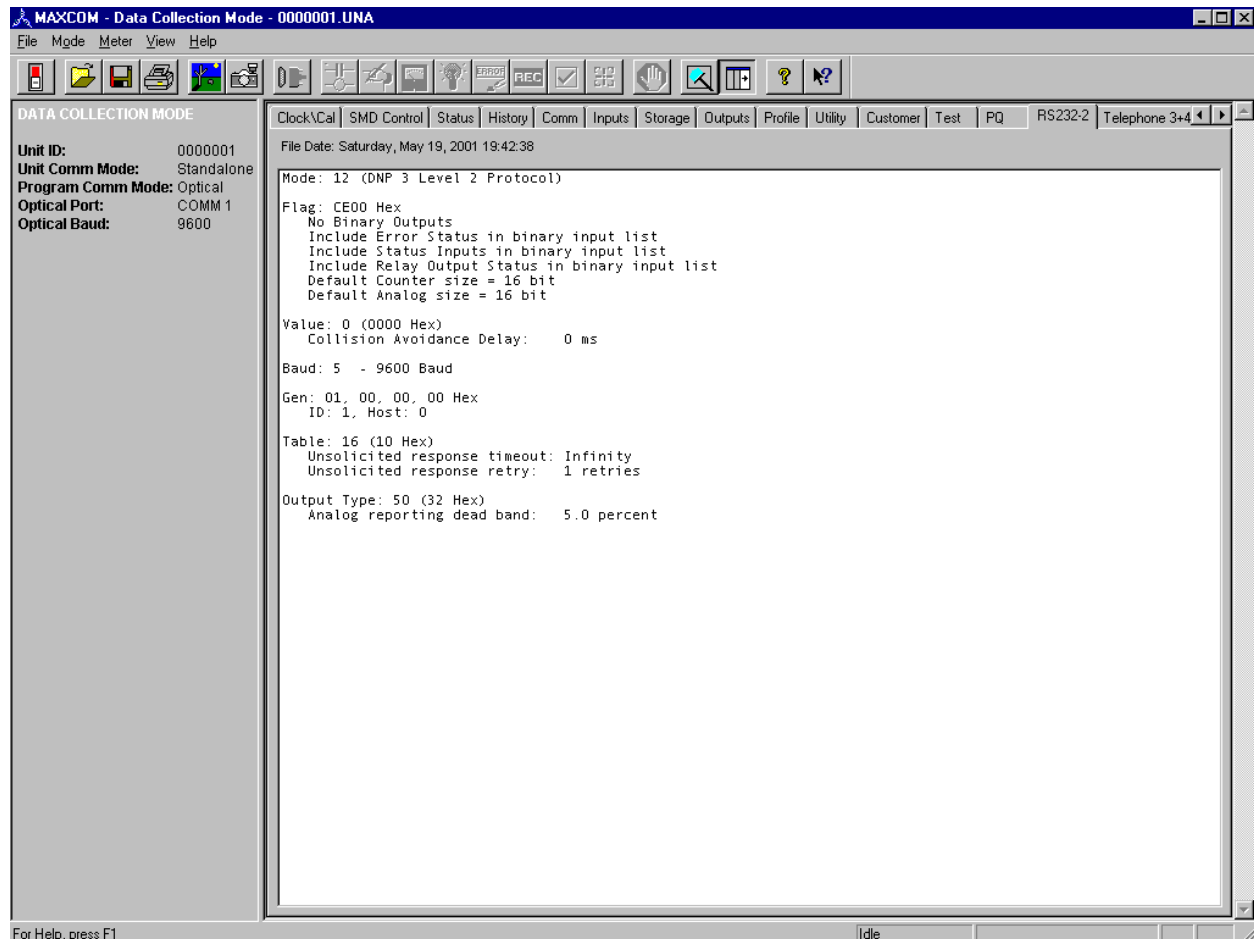 MAXCOM - Data Collection Mode - 0000001.UNA
File Mode Meter View Help
ERROR REC
DATA COLLECTION MODE
Unit ID: 0000001
Unit Comm Mode: Standalone
Program Comm Mode: Optical
Optical Port: COMM 1
Optical Baud: 9600
Clock\Cal SMD Control Status History Comm Inputs Storage Outputs Profile Utility Customer Test PQ RS232-2 Telephone 3+4
File Date: Saturday, May 19, 2001 19:42:38
Mode: 12 (DNP 3 Level 2 Protocol)
Flag: CE00 Hex
No Binary Outputs
Include Error Status in binary input list
Include Status Inputs in binary input list
Include Relay Output Status in binary input list
Default Counter size = 16 bit
Default Analog size = 16 bit
Value: 0 (0000 Hex)
Collision Avoidance Delay: 0 ms
Baud: 5 - 9600 Baud
Gen: 01, 00, 00, 00 Hex
ID: 1, Host: 0
Table: 16 (10 Hex)
Unsolicited response timeout: Infinity
Unsolicited response retry: 1 retries
Output Type: 50 (32 Hex)
Analog reporting dead band: 5.0 percent
For Help, press F1
Idle